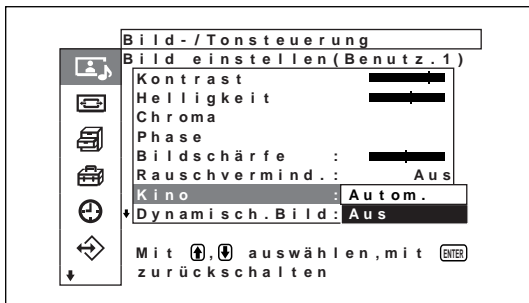 Bild-/Tonsteuerung
Bild einstellen(Benutz.1)
Kontrast
Helligkeit
Chroma
Phase
Bildschärfe :
Rauschvermind.: Aus
Kino : Autom.
Dynamisch.Bild: Aus
Mit ↑,↓ auswählen,mit ENTER
zurückschalten